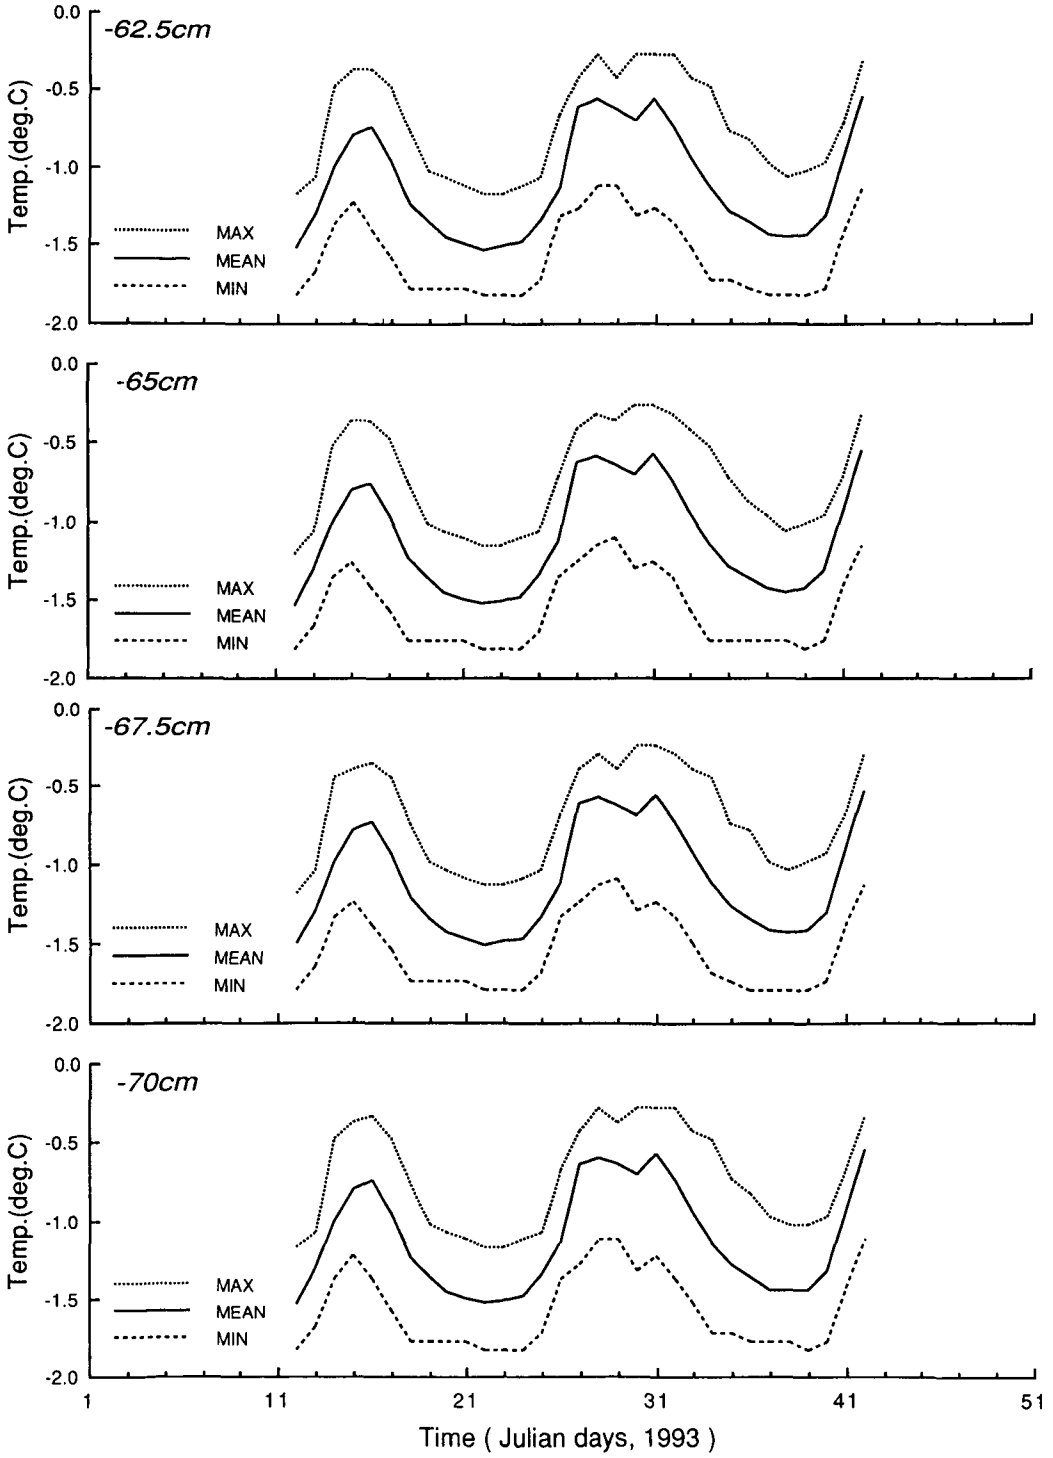 -62.5cm
0.0
-0.5
-1.0
-1.5
-2.0
Temp.(deg.C)
MAX
MEAN
MIN
-65cm
0.0
-0.5
-1.0
-1.5
-2.0
Temp.(deg.C)
MAX
MEAN
MIN
-67.5cm
0.0
-0.5
-1.0
-1.5
-2.0
Temp.(deg.C)
MAX
MEAN
MIN
-70cm
0.0
-0.5
-1.0
-1.5
-2.0
Temp.(deg.C)
MAX
MEAN
MIN
1 11 21 31 41 51
Time ( Julian days, 1993 )